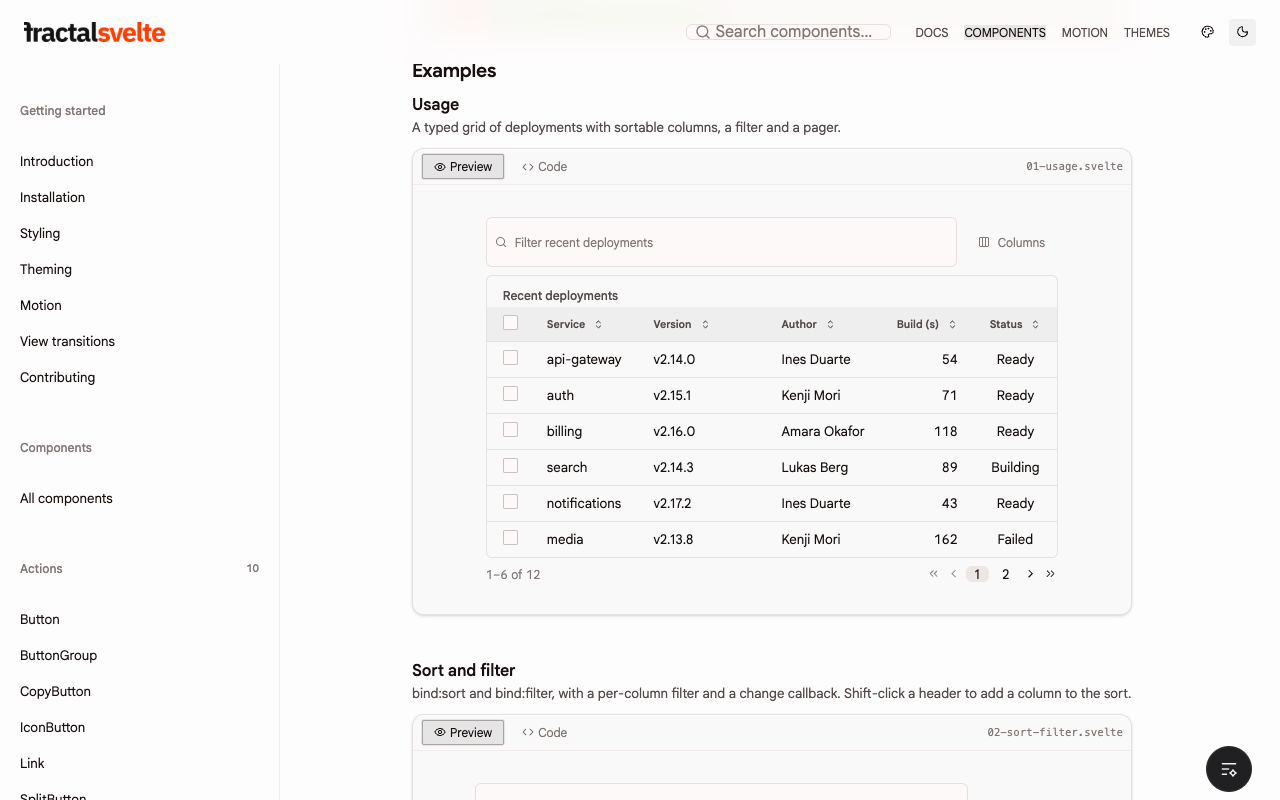 fractalsvelte
Search components...
DOCS
COMPONENTS
MOTION
THEMES
Getting started
Introduction
Installation
Styling
Theming
Motion
View transitions
Contributing
Components
All components
Actions 10
Button
ButtonGroup
CopyButton
IconButton
Link
SplitButton
Examples
Usage
A typed grid of deployments with sortable columns, a filter and a pager.
Preview
Code
01-usage.svelte
Filter recent deployments
Columns
Recent deployments
Service Version Author Build (s) Status
api-gateway v2.14.0 Ines Duarte 54 Ready
auth v2.15.1 Kenji Mori 71 Ready
billing v2.16.0 Amara Okafor 118 Ready
search v2.14.3 Lukas Berg 89 Building
notifications v2.17.2 Ines Duarte 43 Ready
media v2.13.8 Kenji Mori 162 Failed
1–6 of 12
« ‹ 1 2 › »
Sort and filter
bind:sort and bind:filter, with a per-column filter and a change callback. Shift-click a header to add a column to the sort.
Preview
Code
02-sort-filter.svelte